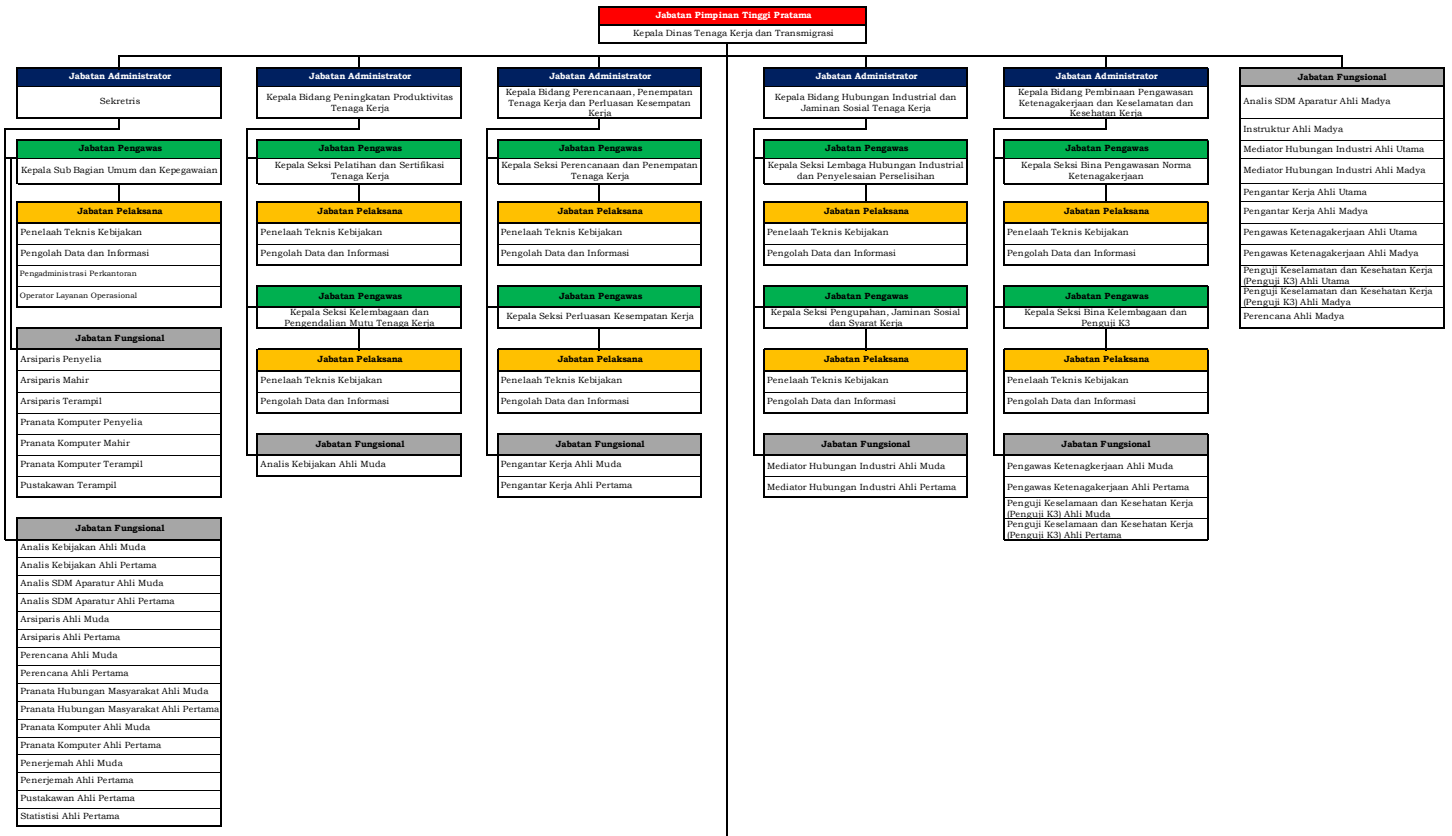 Jabatan Pimpinan Tinggi Pratama
Kepala Dinas Tenaga Kerja dan Transmigrasi
Jabatan Administrator
Sekretris
Jabatan Pengawas
Kepala Sub Bagian Umum dan Kepegawaian
Jabatan Pelaksana
Penelaah Teknis Kebijakan
Pengolah Data dan Informasi
Pengadministrasi Perkantoran
Operator Layanan Operasional
Jabatan Fungsional
Arsiparis Penyelia
Arsiparis Mahir
Arsiparis Terampil
Pranata Komputer Penyelia
Pranata Komputer Mahir
Pranata Komputer Terampil
Pustakawan Terampil
Jabatan Fungsional
Analis Kebijakan Ahli Muda
Analis Kebijakan Ahli Pertama
Analis SDM Aparatur Ahli Muda
Analis SDM Aparatur Ahli Pertama
Arsiparis Ahli Muda
Arsiparis Ahli Pertama
Perencana Ahli Muda
Perencana Ahli Pertama
Pranata Hubungan Masyarakat Ahli Muda
Pranata Hubungan Masyarakat Ahli Pertama
Pranata Komputer Ahli Muda
Pranata Komputer Ahli Pertama
Penerjemah Ahli Muda
Penerjemah Ahli Pertama
Pustakawan Ahli Pertama
Statistisi Ahli Pertama
Jabatan Administrator
Kepala Bidang Peningkatan Produktivitas
Tenaga Kerja
Jabatan Pengawas
Kepala Seksi Pelatihan dan Sertifikasi
Tenaga Kerja
Jabatan Pelaksana
Penelaah Teknis Kebijakan
Pengolah Data dan Informasi
Jabatan Pengawas
Kepala Seksi Kelembagaan dan
Pengendalian Mutu Tenaga Kerja
Jabatan Pelaksana
Penelaah Teknis Kebijakan
Pengolah Data dan Informasi
Jabatan Fungsional
Analis Kebijakan Ahli Muda
Jabatan Administrator
Kepala Bidang Perencanaan, Penempatan
Tenaga Kerja dan Perluasan Kesempatan
Kerja
Jabatan Pengawas
Kepala Seksi Perencanaan dan Penempatan
Tenaga Kerja
Jabatan Pelaksana
Penelaah Teknis Kebijakan
Pengolah Data dan Informasi
Jabatan Pengawas
Kepala Seksi Perluasan Kesempatan Kerja
Jabatan Pelaksana
Penelaah Teknis Kebijakan
Pengolah Data dan Informasi
Jabatan Fungsional
Pengantar Kerja Ahli Muda
Pengantar Kerja Ahli Pertama
Jabatan Administrator
Kepala Bidang Hubungan Industrial dan
Jaminan Sosial Tenaga Kerja
Jabatan Pengawas
Kepala Seksi Lembaga Hubungan Industrial
dan Penyelesaian Perselisihan
Jabatan Pelaksana
Penelaah Teknis Kebijakan
Pengolah Data dan Informasi
Jabatan Pengawas
Kepala Seksi Pengupahan, Jaminan Sosial
dan Syarat Kerja
Jabatan Pelaksana
Penelaah Teknis Kebijakan
Pengolah Data dan Informasi
Jabatan Fungsional
Mediator Hubungan Industri Ahli Muda
Mediator Hubungan Industri Ahli Pertama
Jabatan Administrator
Kepala Bidang Pembinaan Pengawasan
Ketenagakerjaan dan Keselamatan dan
Kesehatan Kerja
Jabatan Pengawas
Kepala Seksi Bina Pengawasan Norma
Ketenagakerjaan
Jabatan Pelaksana
Penelaah Teknis Kebijakan
Pengolah Data dan Informasi
Jabatan Pengawas
Kepala Seksi Bina Kelembagaan dan
Penguji K3
Jabatan Pelaksana
Penelaah Teknis Kebijakan
Pengolah Data dan Informasi
Jabatan Fungsional
Pengawas Ketenagkerjaan Ahli Muda
Pengawas Ketenagakerjaan Ahli Pertama
Penguji Keselamaan dan Kesehatan Kerja
(Penguji K3) Ahli Muda
Penguji Keselamaan dan Kesehatan Kerja
(Penguji K3) Ahli Pertama
Jabatan Fungsional
Analis SDM Aparatur Ahli Madya
Instruktur Ahli Madya
Mediator Hubungan Industri Ahli Utama
Mediator Hubungan Industri Ahli Madya
Pengantar Kerja Ahli Utama
Pengantar Kerja Ahli Madya
Pengawas Ketenagakerjaan Ahli Utama
Pengawas Ketenagakerjaan Ahli Madya
Penguji Keselamatan dan Kesehatan Kerja
(Penguji K3) Ahli Utama
Penguji Keselamatan dan Kesehatan Kerja
(Penguji K3) Ahli Madya
Perencana Ahli Madya